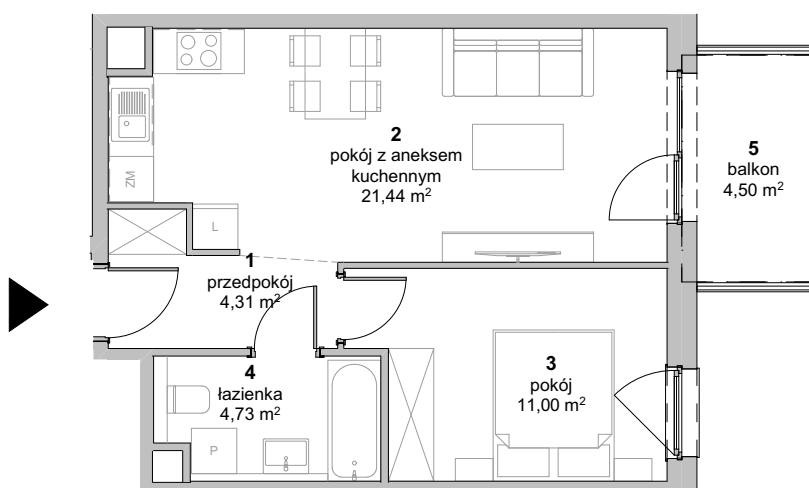 2
pokój z aneksem
kuchennym
21,44 m²
5
balkon
4,50 m²
ZM
L
1
przedpokój
4,31 m²
3
pokój
11,00 m²
4
łazienka
4,73 m²
P